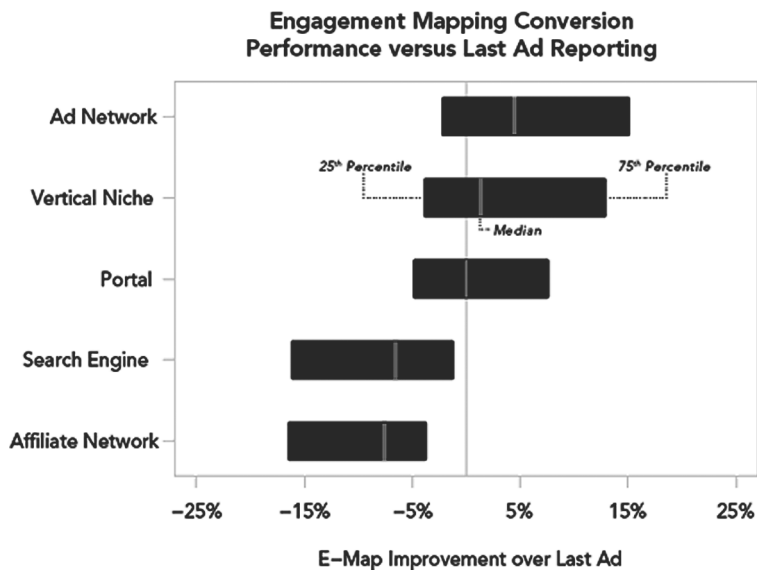 Engagement Mapping Conversion
Performance versus Last Ad Reporting
Ad Network
25th Percentile
75th Percentile
Vertical Niche
Median
Portal
Search Engine
Affiliate Network
−25%
−15%
−5%
5%
15%
25%
E−Map Improvement over Last Ad